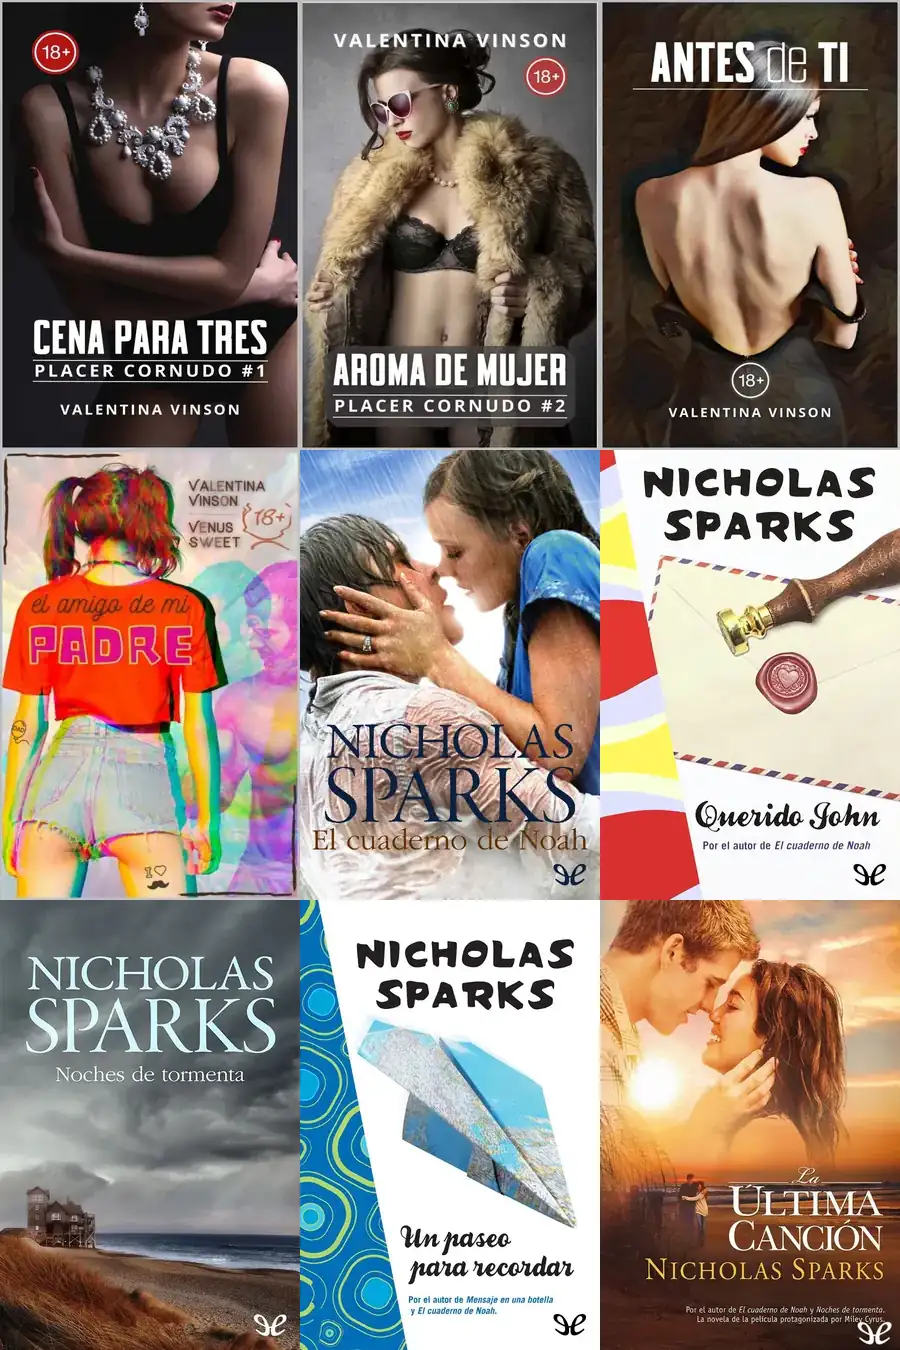 18+
CENA PARA TRES
PLACER CORNUDO #1
VALENTINA VINSON
VALENTINA VINSON
18+
AROMA DE MUJER
PLACER CORNUDO #2
ANTES de TI
18+
VALENTINA VINSON
VALENTINA
VINSON
VENUS
SWEET
18+
el amigo de mi
PADRE
DAD
I
NICHOLAS
SPARKS
El cuaderno de Noah
NICHOLAS
SPARKS
Querido John
Por el autor de El cuaderno de Noah
NICHOLAS
SPARKS
Noches de tormenta
NICHOLAS
SPARKS
Un paseo
para recordar
Por el autor de Mensaje en una botella
y El cuaderno de Noah.
La
ÚLTIMA
CANCIÓN
NICHOLAS SPARKS
Por el autor de El cuaderno de Noah y Noches de tormenta.
La novela de la película protagonizada por Miley Cyrus.